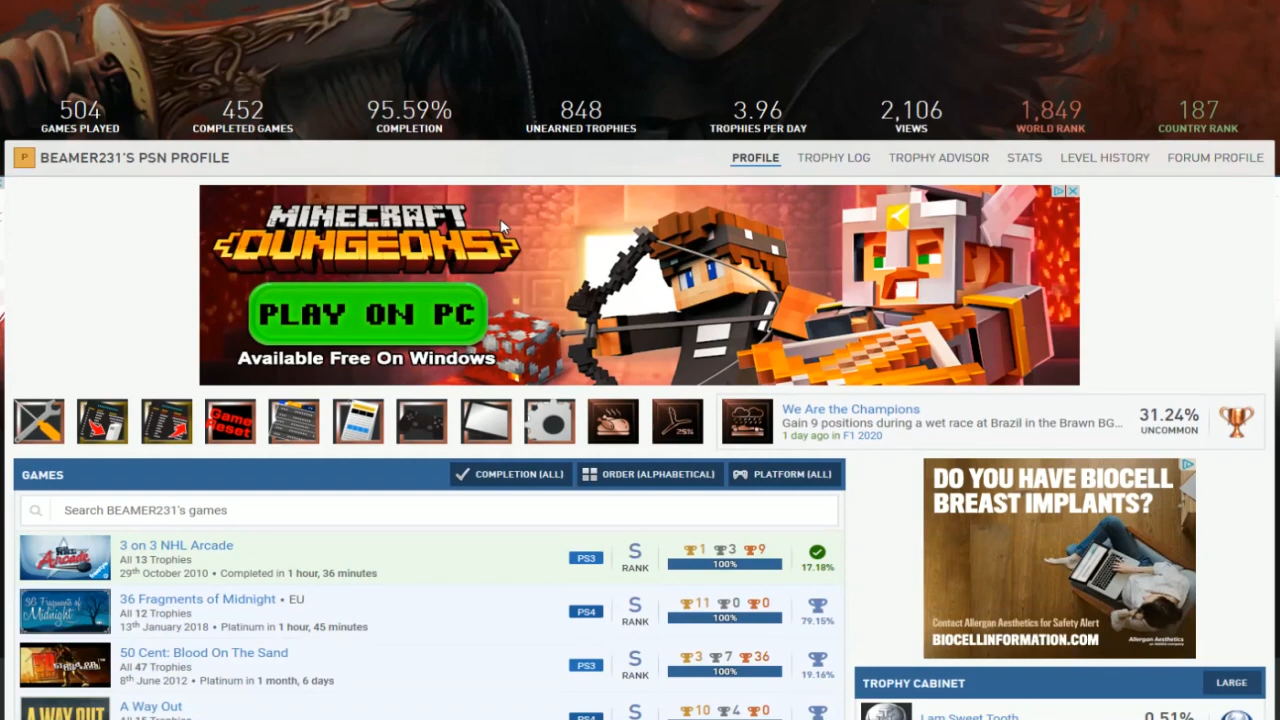 504 452 95.59% 848 3.96 2,106 1,849 187
GAMES PLAYED COMPLETED GAMES COMPLETION UNEARNED TROPHIES TROPHIES PER DAY VIEWS WORLD RANK COUNTRY RANK
P BEAMER231'S PSN PROFILE PROFILE TROPHY LOG TROPHY ADVISOR STATS LEVEL HISTORY FORUM PROFILE
MINECRAFT
DUNGEONS
PLAY ON PC
Available Free On Windows
Game
Reset
25%
We Are the Champions
Gain 9 positions during a wet race at Brazil in the Brawn BG...
1 day ago in F1 2020
31.24%
UNCOMMON
GAMES COMPLETION (ALL) ORDER (ALPHABETICAL) PLATFORM (ALL)
Search BEAMER231's games
3 on 3 NHL Arcade
All 13 Trophies
29th October 2010 • Completed in 1 hour, 36 minutes
PS3 S RANK 1 3 9
100%
17.18%
36 Fragments of Midnight
36 Fragments of Midnight • EU
All 12 Trophies
13th January 2018 • Platinum in 1 hour, 45 minutes
PS4 S RANK 11 0 0
100%
79.15%
50 Cent: Blood On The Sand
All 47 Trophies
8th June 2012 • Platinum in 1 month, 6 days
PS3 S RANK 3 7 36
100%
19.16%
A WAY OUT
A Way Out
All 15 Trophies
PS4 S 10 4 0
DO YOU HAVE BIOCELL
BREAST IMPLANTS?
Contact Allergan Aesthetics for Safety Alert
BIOCELLINFORMATION.COM
Allergan Aesthetics
TROPHY CABINET LARGE
I am Sweet Tooth 0.51%